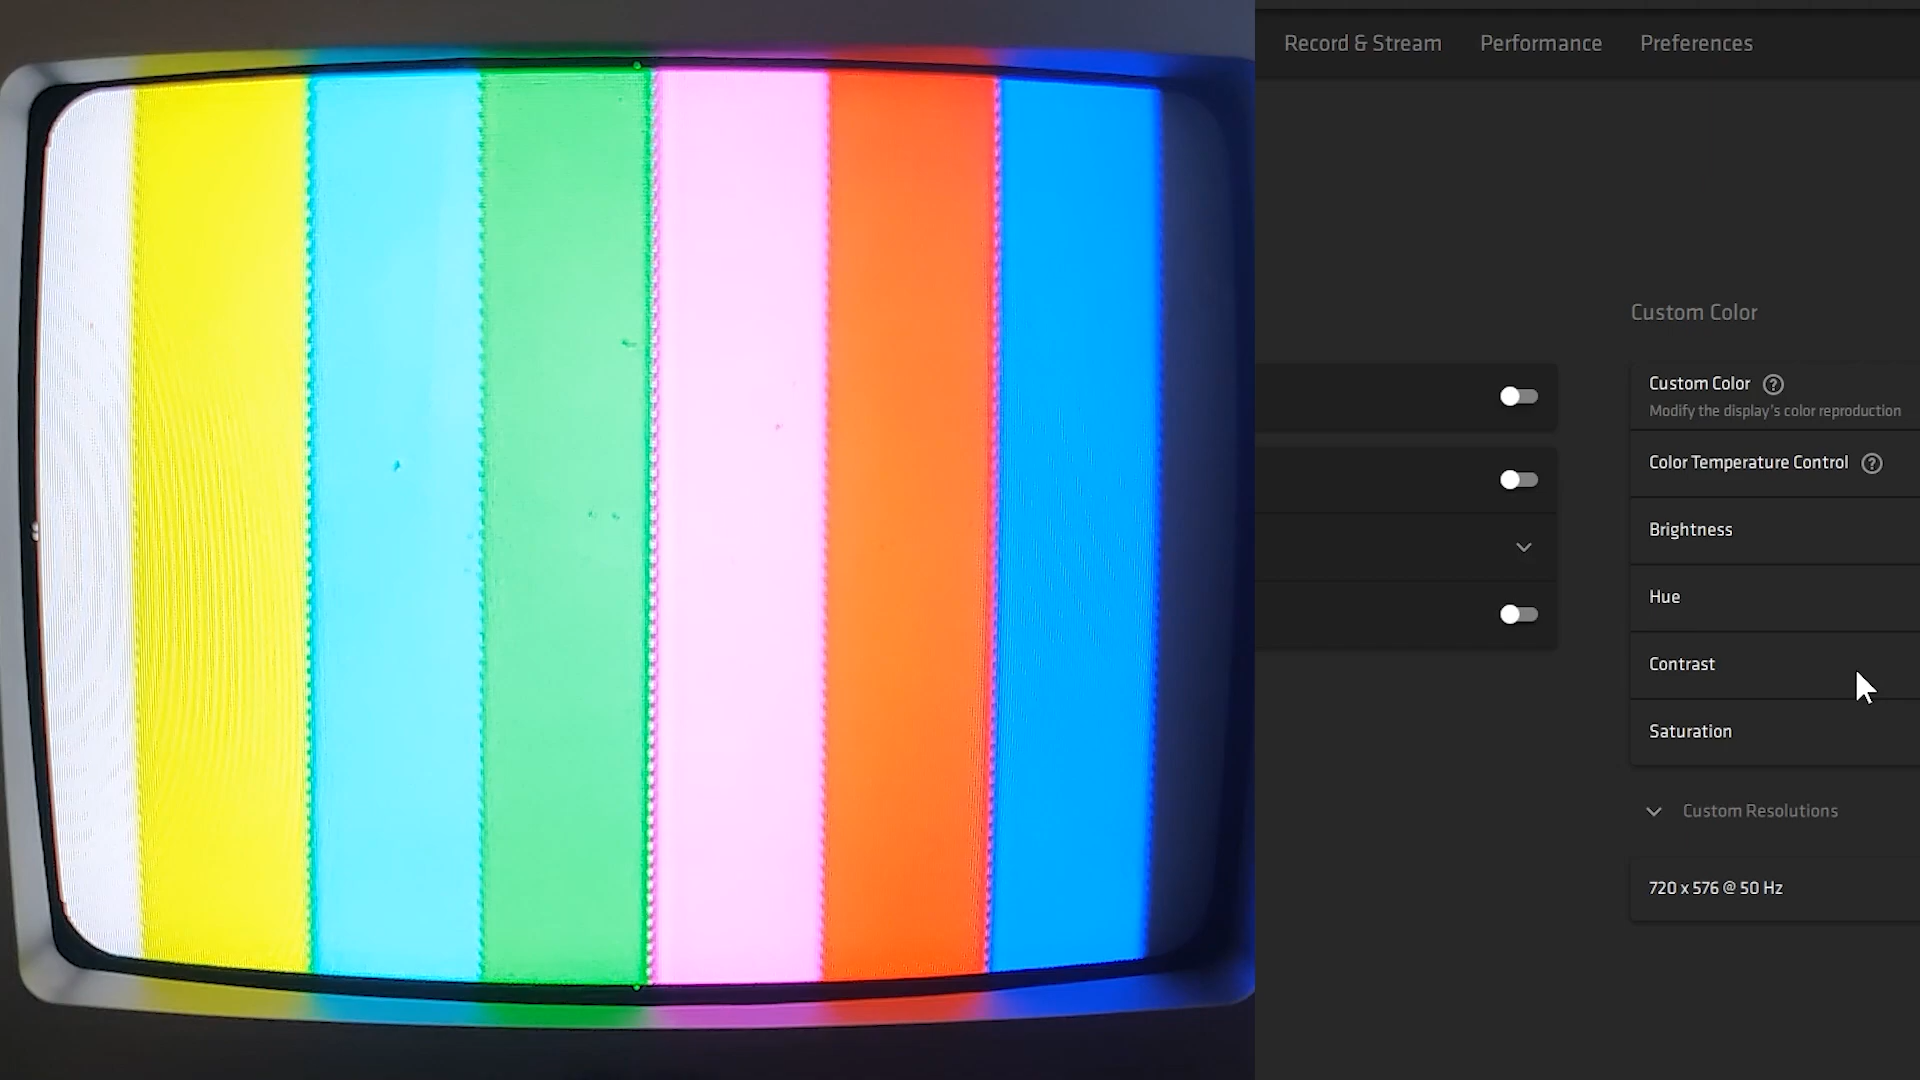 Record & Stream
Performance
Preferences
Custom Color
Custom Color
Modify the display's color reproduction
Color Temperature Control
Brightness
Hue
Contrast
Saturation
Custom Resolutions
720 x 576 @ 50 Hz